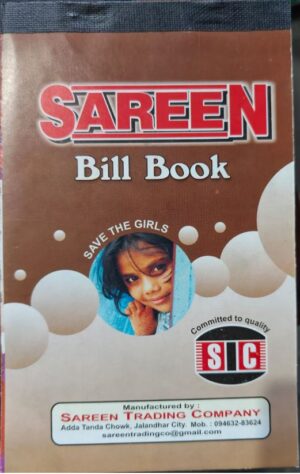 SAREEN
Bill Book
SAVE THE GIRLS
Committed to quality
SIC
Manufactured by :
SAREEN TRADING COMPANY
Adda Tanda Chowk, Jalandhar City. Mob. : 094632-83624
sareentradingco@gmail.com